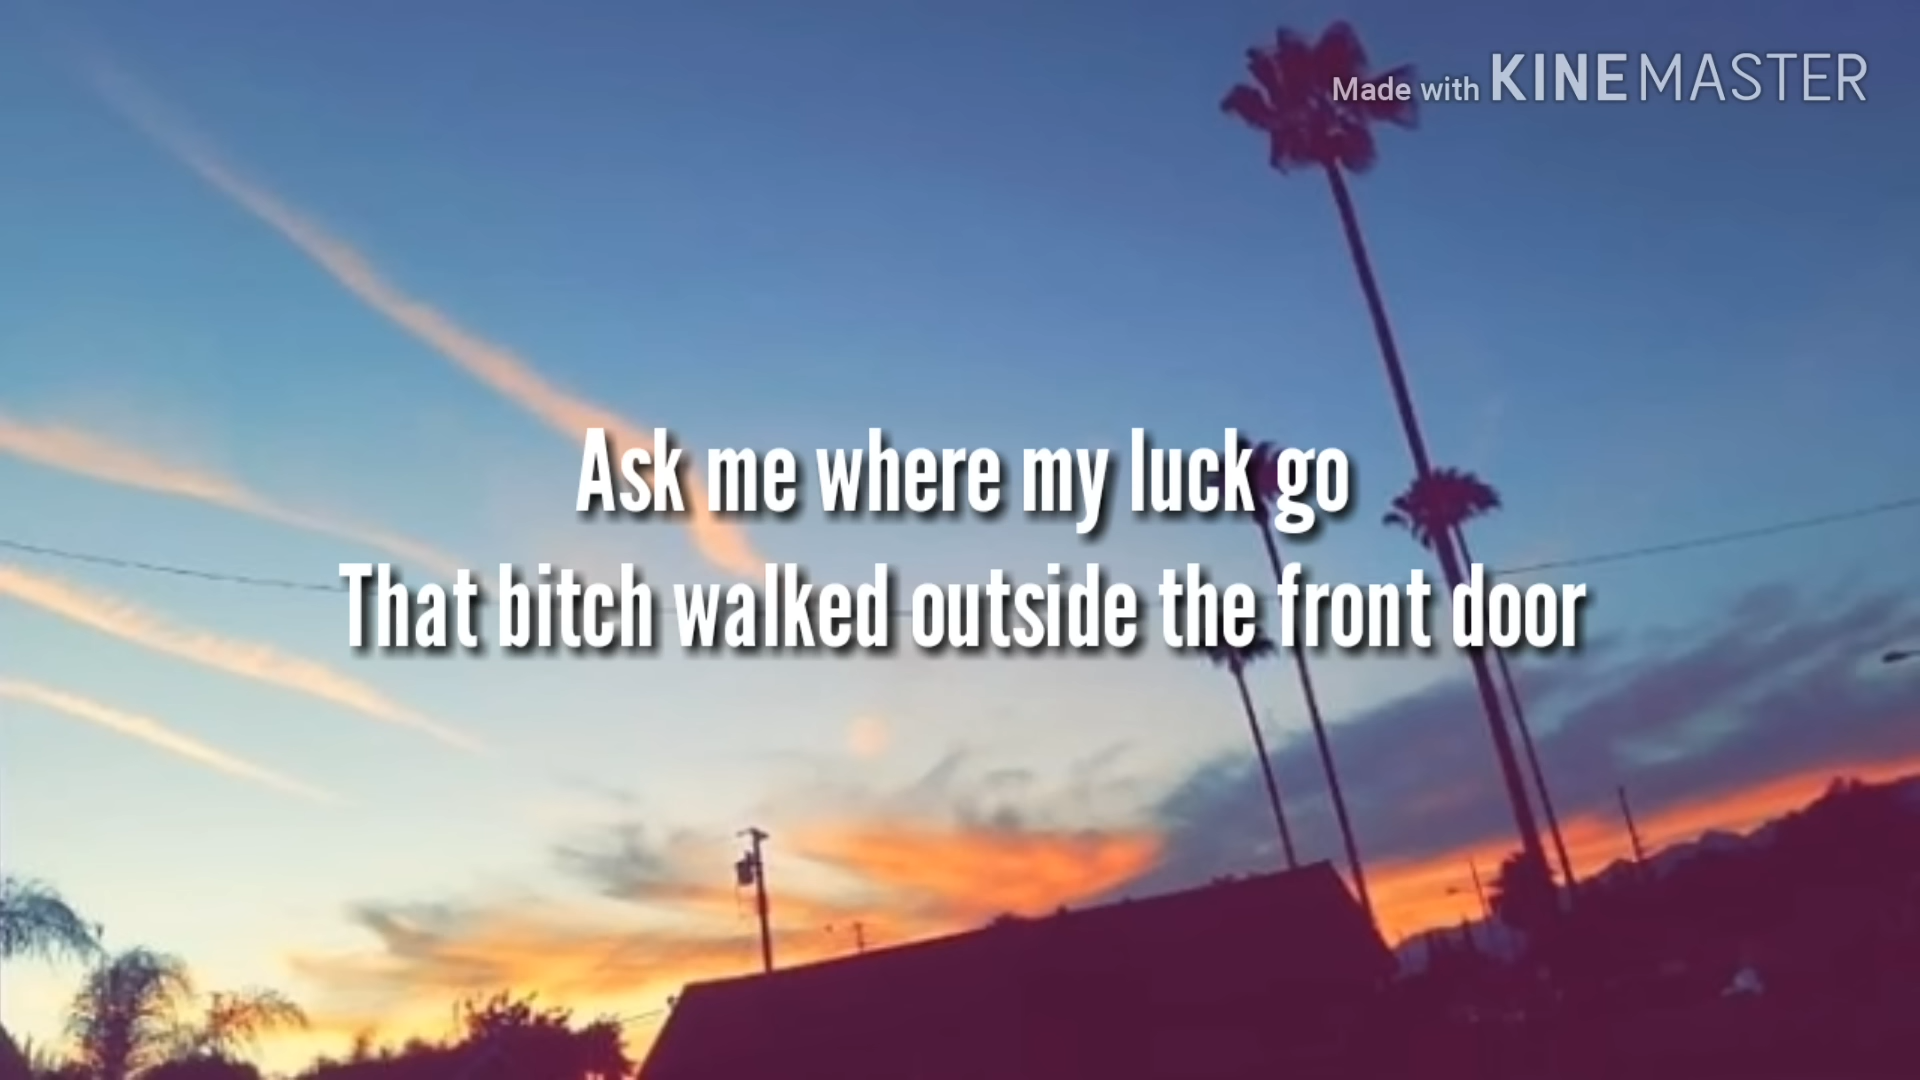 Made with KINEMASTER
Ask me where my luck go
That bitch walked outside the front door